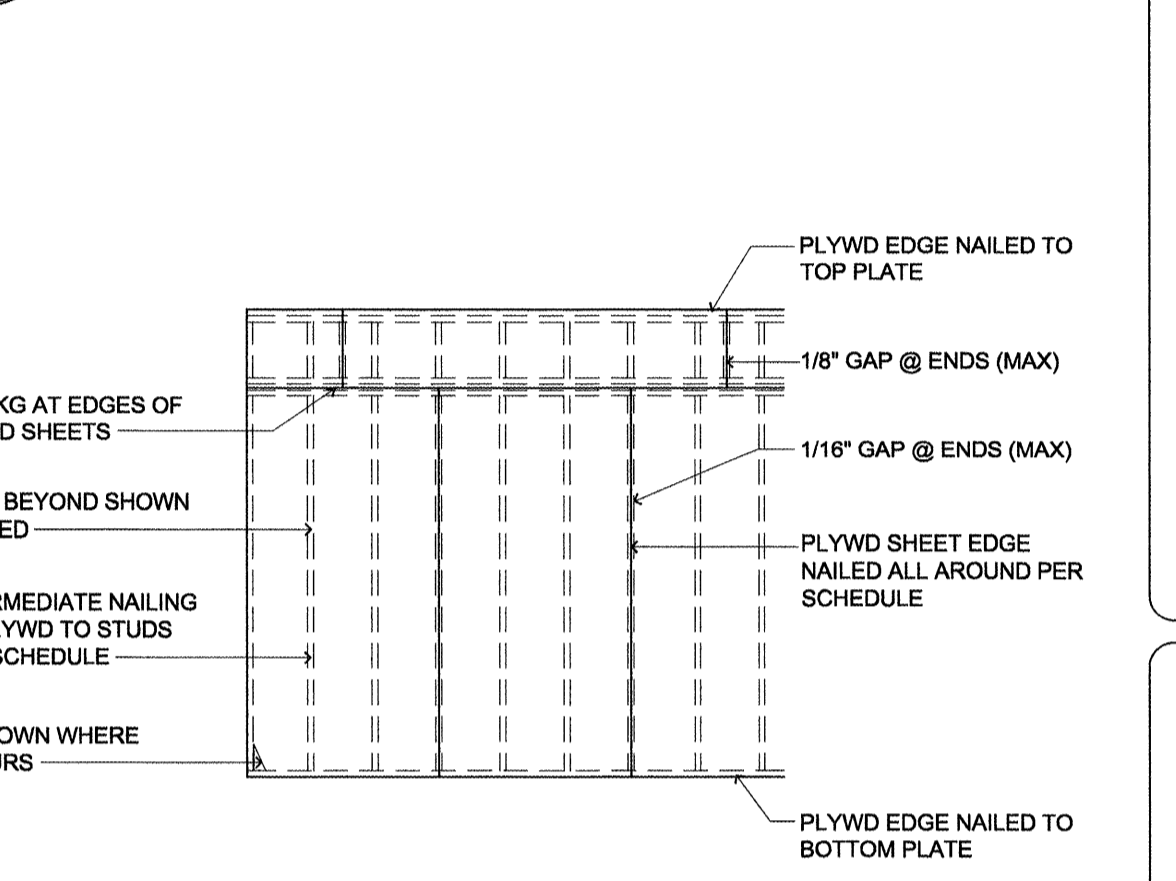 PLYWD EDGE NAILED TO
TOP PLATE
1/8" GAP @ ENDS (MAX)
KG AT EDGES OF
D SHEETS
1/16" GAP @ ENDS (MAX)
BEYOND SHOWN
ED
PLYWD SHEET EDGE
NAILED ALL AROUND PER
SCHEDULE
RMEDIATE NAILING
YWD TO STUDS
SCHEDULE
OWN WHERE
URS
PLYWD EDGE NAILED TO
BOTTOM PLATE